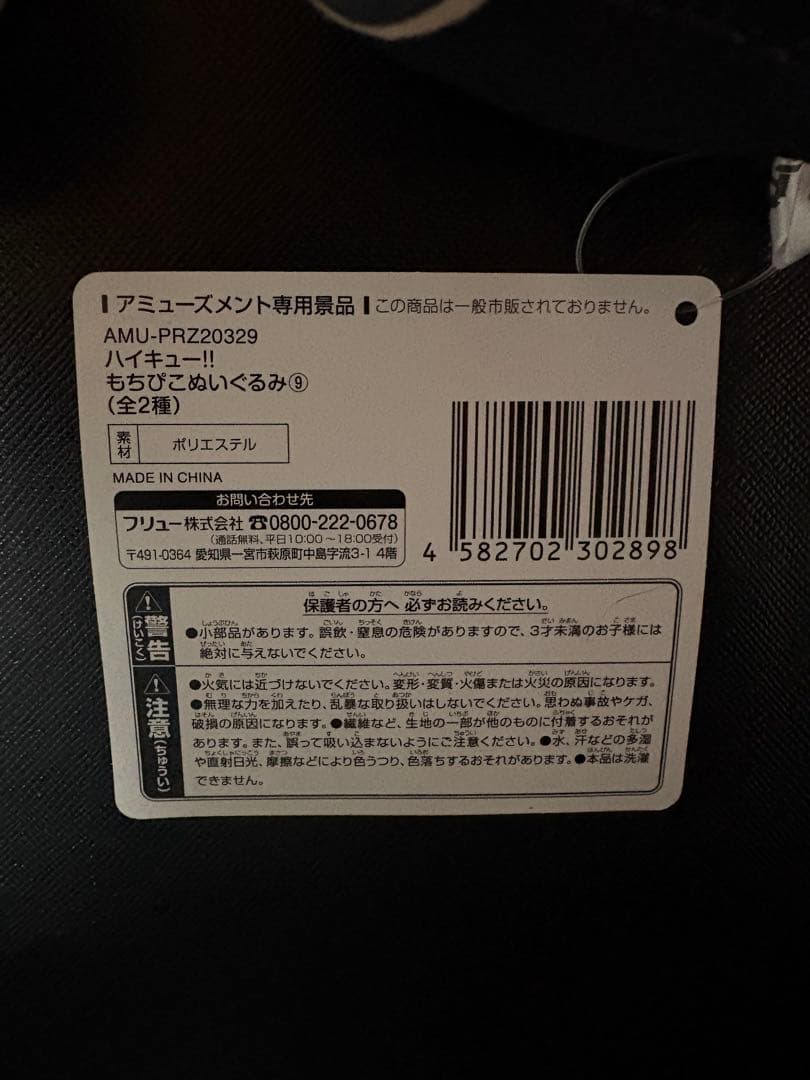 アミューズメント専用景品 この商品は一般市販されておりません。
AMU-PRZ20329
ハイキュー!!
もちぴこぬいぐるみ⑨
(全2種)
素材 ポリエステル
MADE IN CHINA
お問い合わせ先
フリュー株式会社 ☎0800-222-0678
(通話無料、平日10:00~18:00受付)
〒491-0364 愛知県一宮市萩原町中島字流3-1 4階
4 582702 302898
警告(けいこく)
保護者の方へ 必ずお読みください。
●小部品があります。誤飲・窒息の危険がありますので、3才未満のお子様には
絶対に与えないでください。
注意(ちゅうい)
●火気には近づけないでください。変形・変質・火傷または火災の原因になります。
●無理な力を加えたり、乱暴な取り扱いはしないでください。思わぬ事故やケガ、
破損の原因になります。●繊維など、生地の一部が他のものに付着するおそれが
あります。また、誤って吸い込まないようにご注意ください。●水、汗などの多湿
や直射日光、摩擦などにより色うつり、色落ちするおそれがあります。●本品は洗濯
できません。